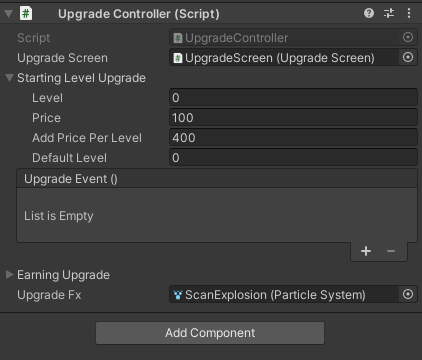 Upgrade Controller (Script)
Script UpgradeController
Upgrade Screen UpgradeScreen (Upgrade Screen)
Starting Level Upgrade
Level 0
Price 100
Add Price Per Level 400
Default Level 0
Upgrade Event ()
List is Empty
+ −
Earning Upgrade
Upgrade Fx ScanExplosion (Particle System)
Add Component